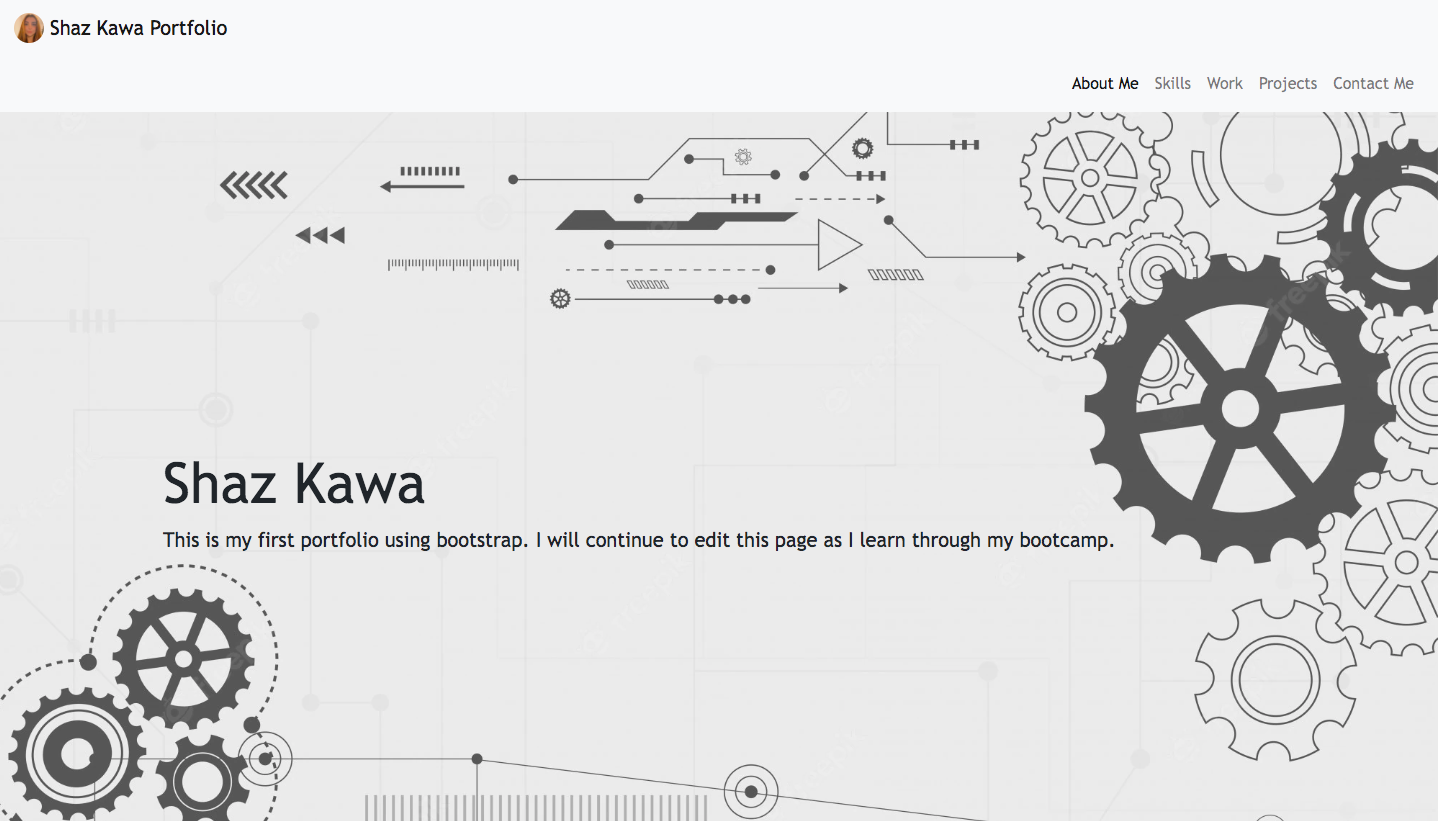 Shaz Kawa Portfolio
About Me Skills Work Projects Contact Me
freepik
Shaz Kawa
This is my first portfolio using bootstrap. I will continue to edit this page as I learn through my bootcamp.